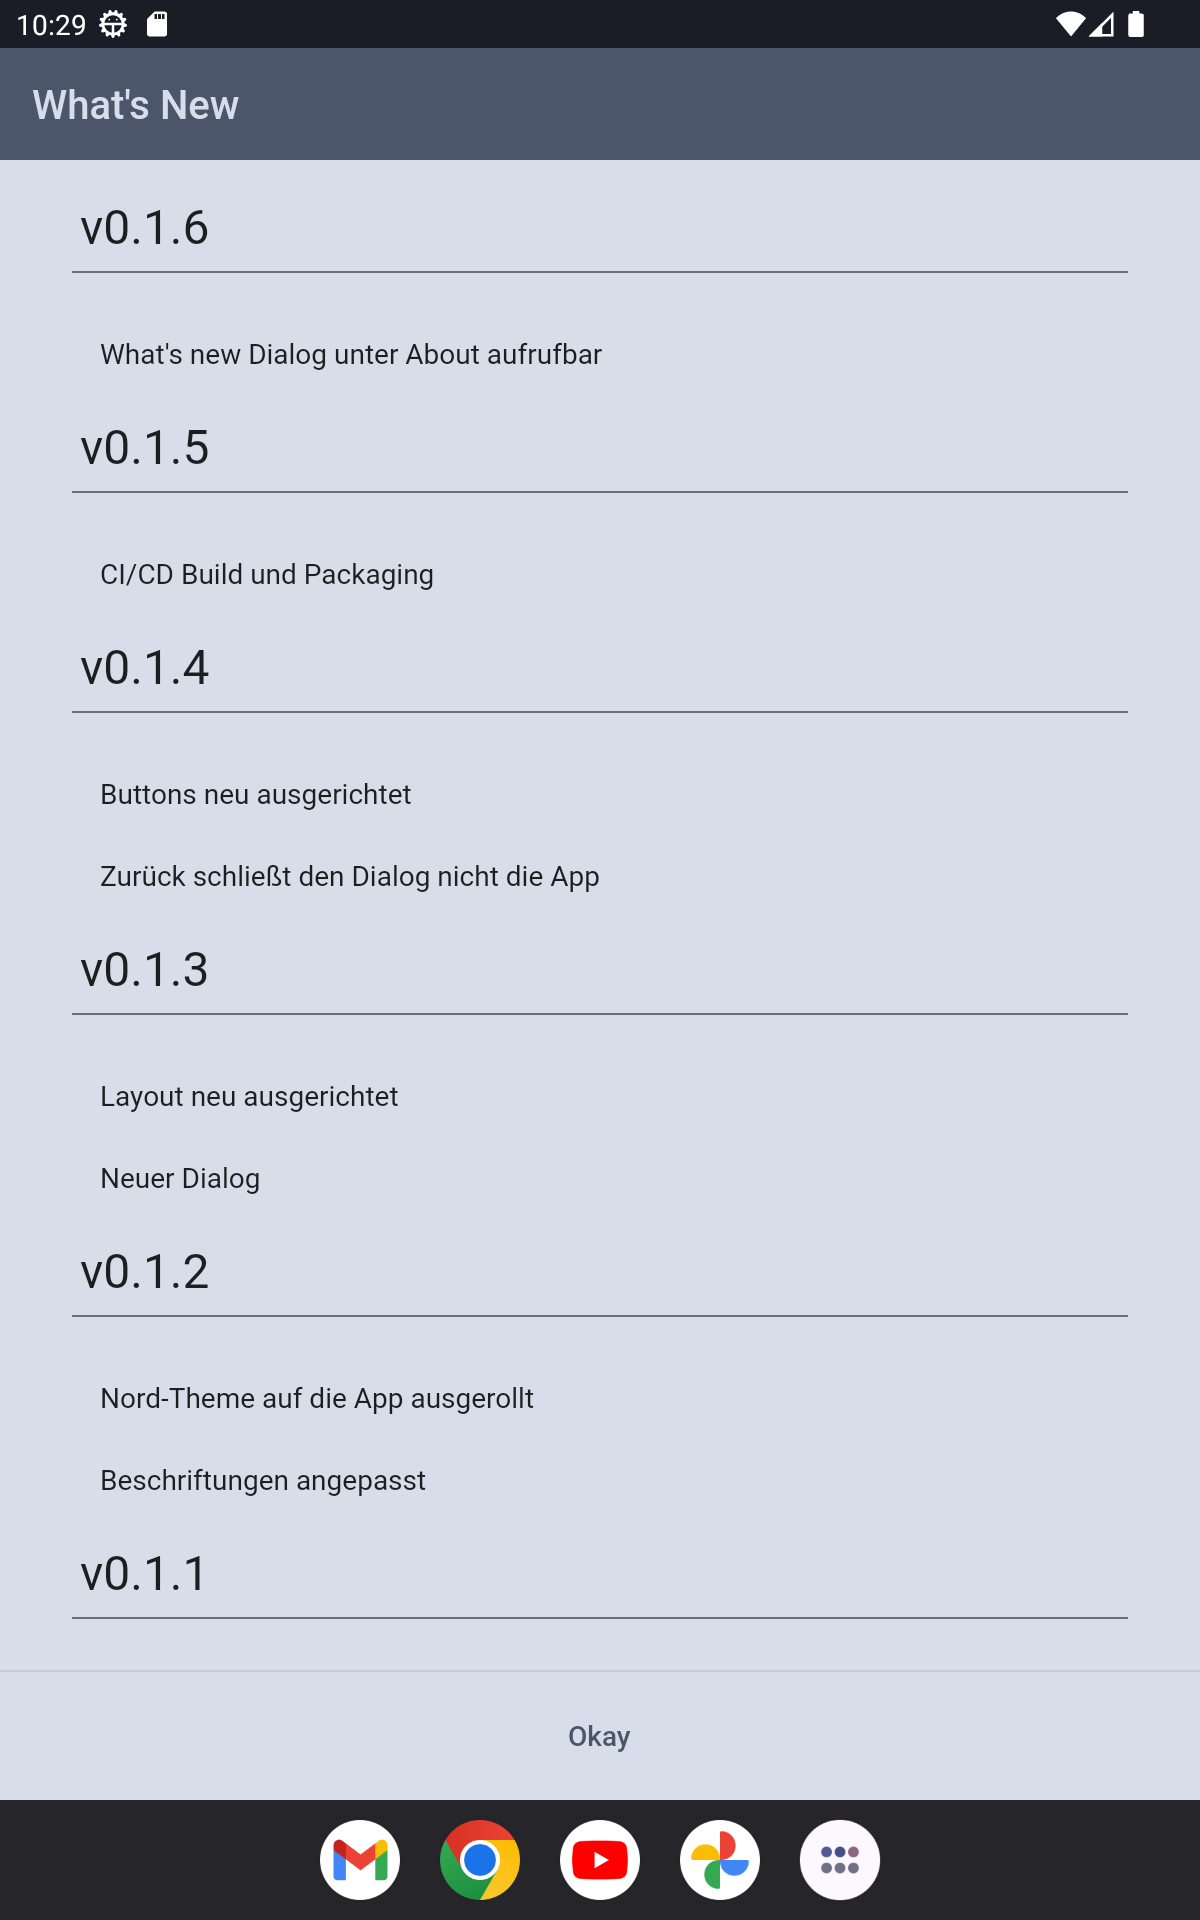 10:29
What's New
v0.1.6
What's new Dialog unter About aufrufbar
v0.1.5
CI/CD Build und Packaging
v0.1.4
Buttons neu ausgerichtet
Zurück schließt den Dialog nicht die App
v0.1.3
Layout neu ausgerichtet
Neuer Dialog
v0.1.2
Nord-Theme auf die App ausgerollt
Beschriftungen angepasst
v0.1.1
Okay